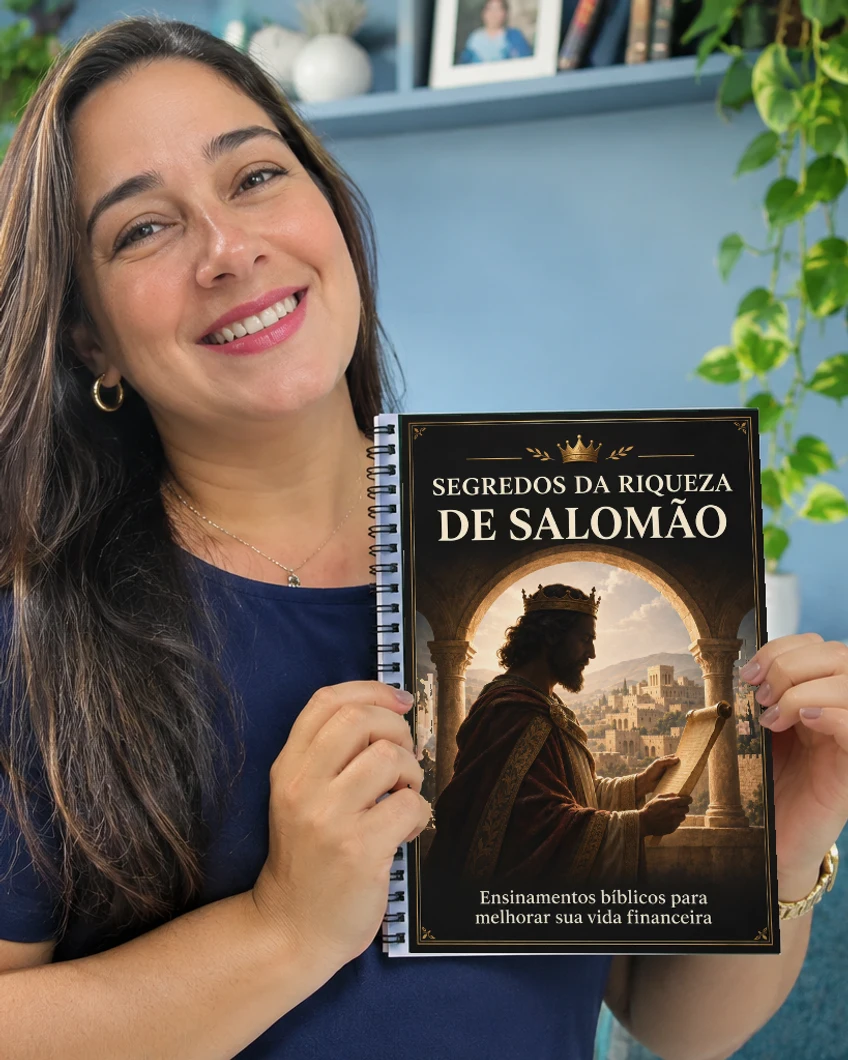 SEGREDOS DA RIQUEZA
DE SALOMÃO
Ensinamentos bíblicos para
melhorar sua vida financeira